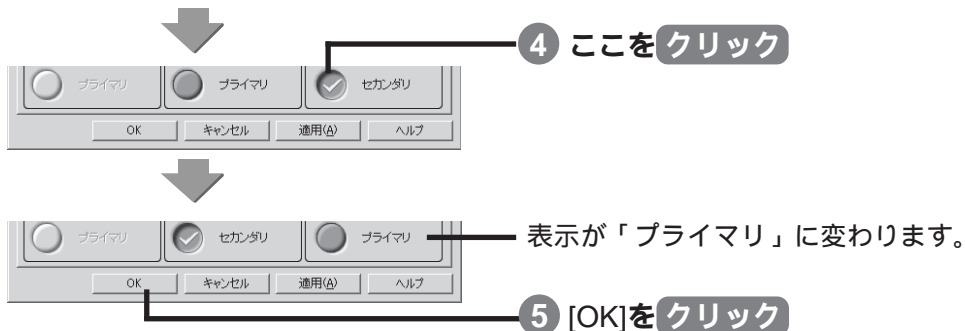 4 ここをクリック
プライマリ プライマリ セカンダリ
OK キャンセル 適用(A) ヘルプ
プライマリ セカンダリ プライマリ
表示が「プライマリ」に変わります。
OK キャンセル 適用(A) ヘルプ
5 [OK]をクリック